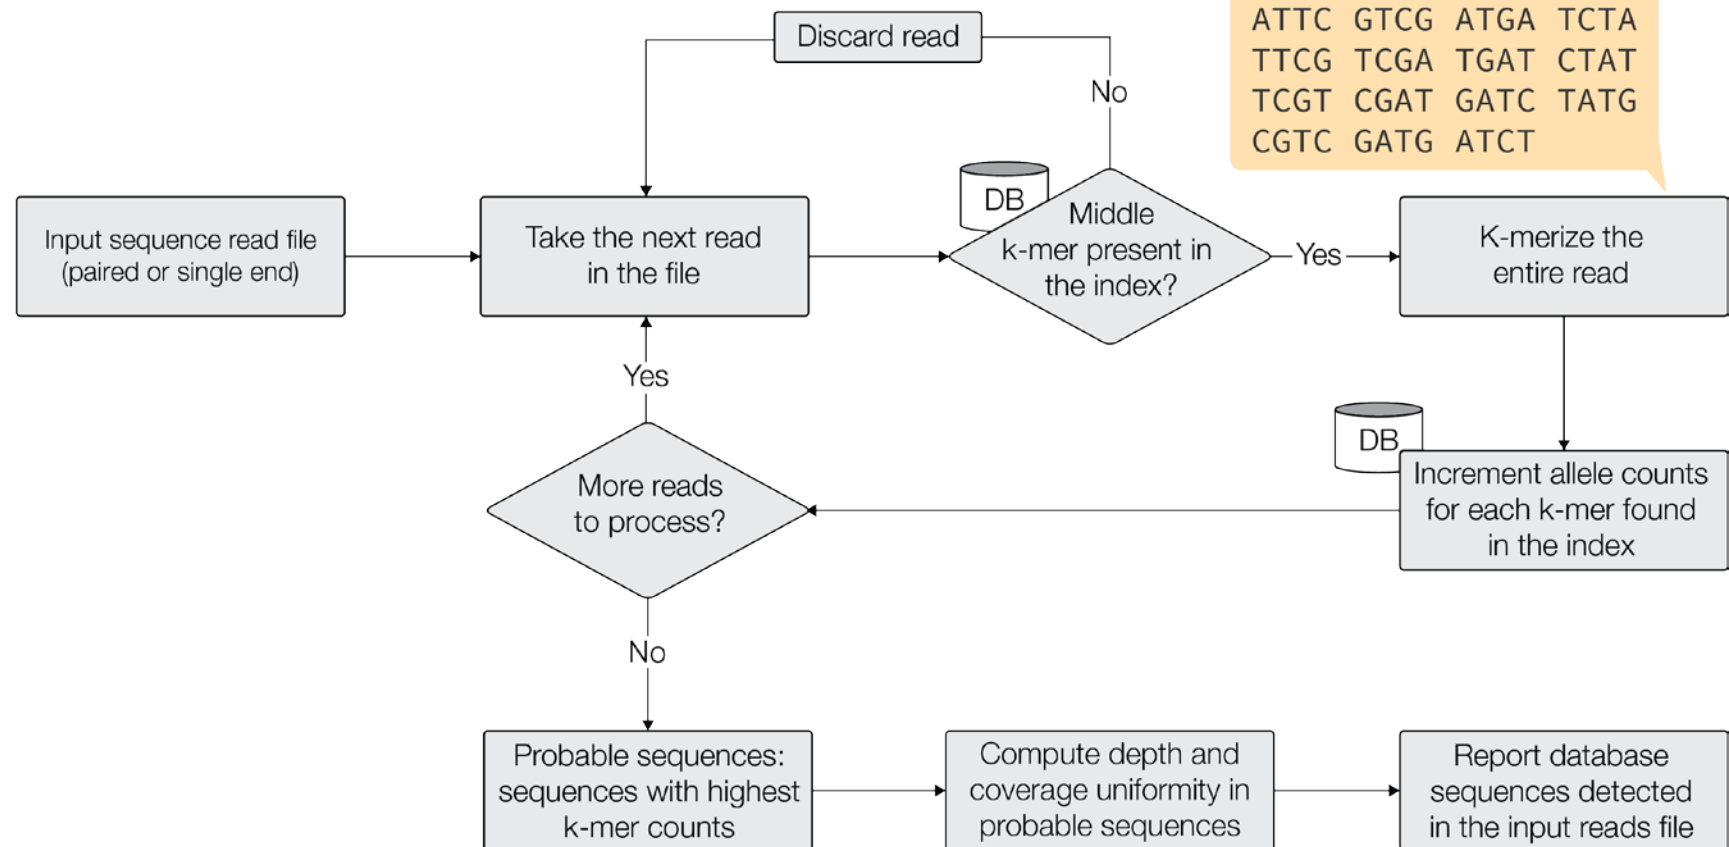 Discard read
ATTC GTCG ATGA TCTA
TTCG TCGA TGAT CTAT
TCGT CGAT GATC TATG
CGTC GATG ATCT
No
DB
Input sequence read file
(paired or single end)
Take the next read
in the file
Middle
k-mer present in
the index?
Yes
K-merize the
entire read
Yes
DB
More reads
to process?
Increment allele counts
for each k-mer found
in the index
No
Probable sequences:
sequences with highest
k-mer counts
Compute depth and
coverage uniformity in
probable sequences
Report database
sequences detected
in the input reads file